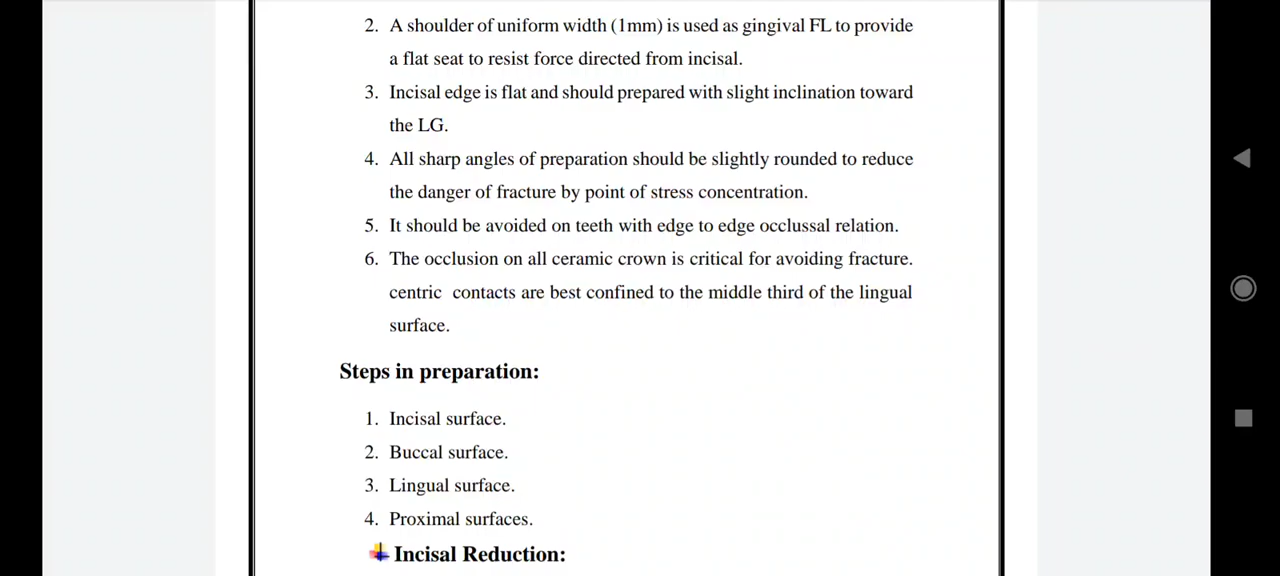 2. A shoulder of uniform width (1mm) is used as gingival FL to provide
a flat seat to resist force directed from incisal.
3. Incisal edge is flat and should prepared with slight inclination toward
the LG.
4. All sharp angles of preparation should be slightly rounded to reduce
the danger of fracture by point of stress concentration.
5. It should be avoided on teeth with edge to edge occlussal relation.
6. The occlusion on all ceramic crown is critical for avoiding fracture.
centric contacts are best confined to the middle third of the lingual
surface.
Steps in preparation:
1. Incisal surface.
2. Buccal surface.
3. Lingual surface.
4. Proximal surfaces.
Incisal Reduction: